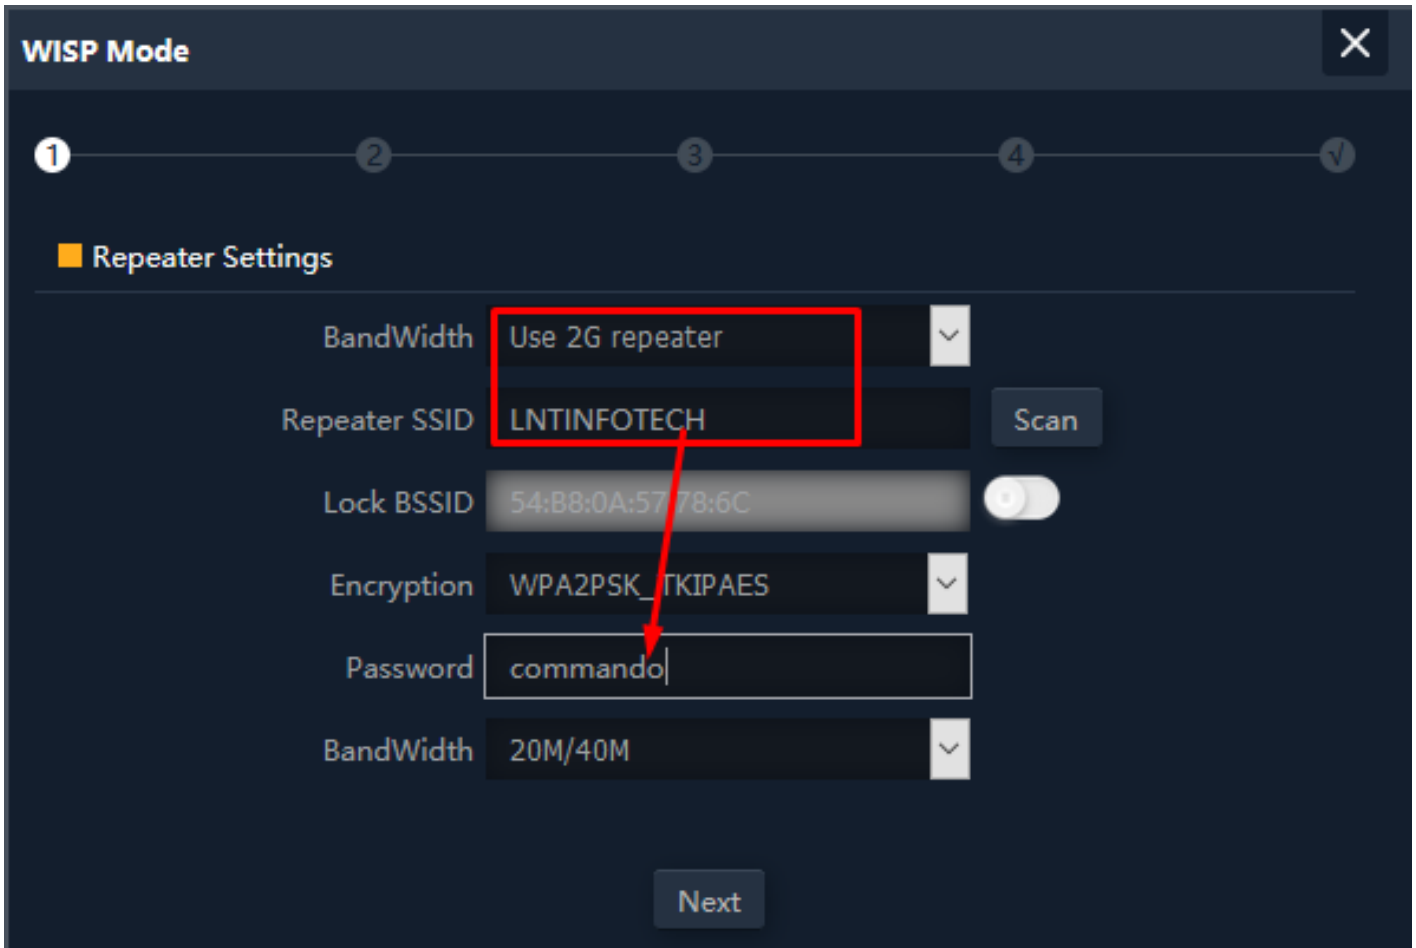 WISP Mode
1 2 3 4 √
Repeater Settings
BandWidth Use 2G repeater
Repeater SSID LNTINFOTECH Scan
Lock BSSID 54:B8:0A:57:78:6C
Encryption WPA2PSK_TKIPAES
Password commando
BandWidth 20M/40M
Next